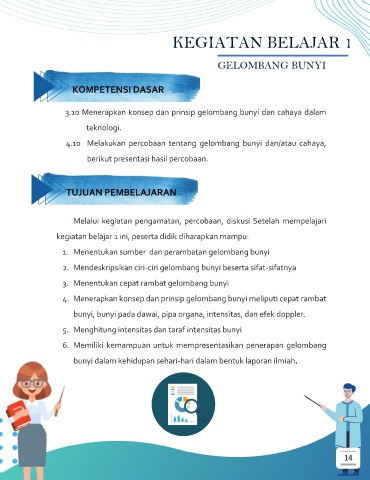 KEGIATAN BELAJAR 1
GELOMBANG BUNYI
KOMPETENSI DASAR
3.10 Menerapkan konsep dan prinsip gelombang bunyi dan cahaya dalam
teknologi.
4.10 Melakukan percobaan tentang gelombang bunyi dan/atau cahaya,
berikut presentasi hasil percobaan.
TUJUAN PEMBELAJARAN
Melalui kegiatan pengamatan, percobaan, diskusi Setelah mempelajari
kegiatan belajar 1 ini, peserta didik diharapkan mampu:
1. Menentukan sumber dan perambatan gelombang bunyi
2. Mendeskripsikan ciri-ciri gelombang bunyi beserta sifat-sifatnya
3. Menentukan cepat rambat gelombang bunyi
4. Menerapkan konsep dan prinsip gelombang bunyi meliputi cepat rambat
bunyi, bunyi pada dawai, pipa organa, intensitas, dan efek doppler.
5. Menghitung intensitas dan taraf intensitas bunyi
6. Memiliki kemampuan untuk mempresentasikan penerapan gelombang
bunyi dalam kehidupan sehari-hari dalam bentuk laporan ilmiah.
14